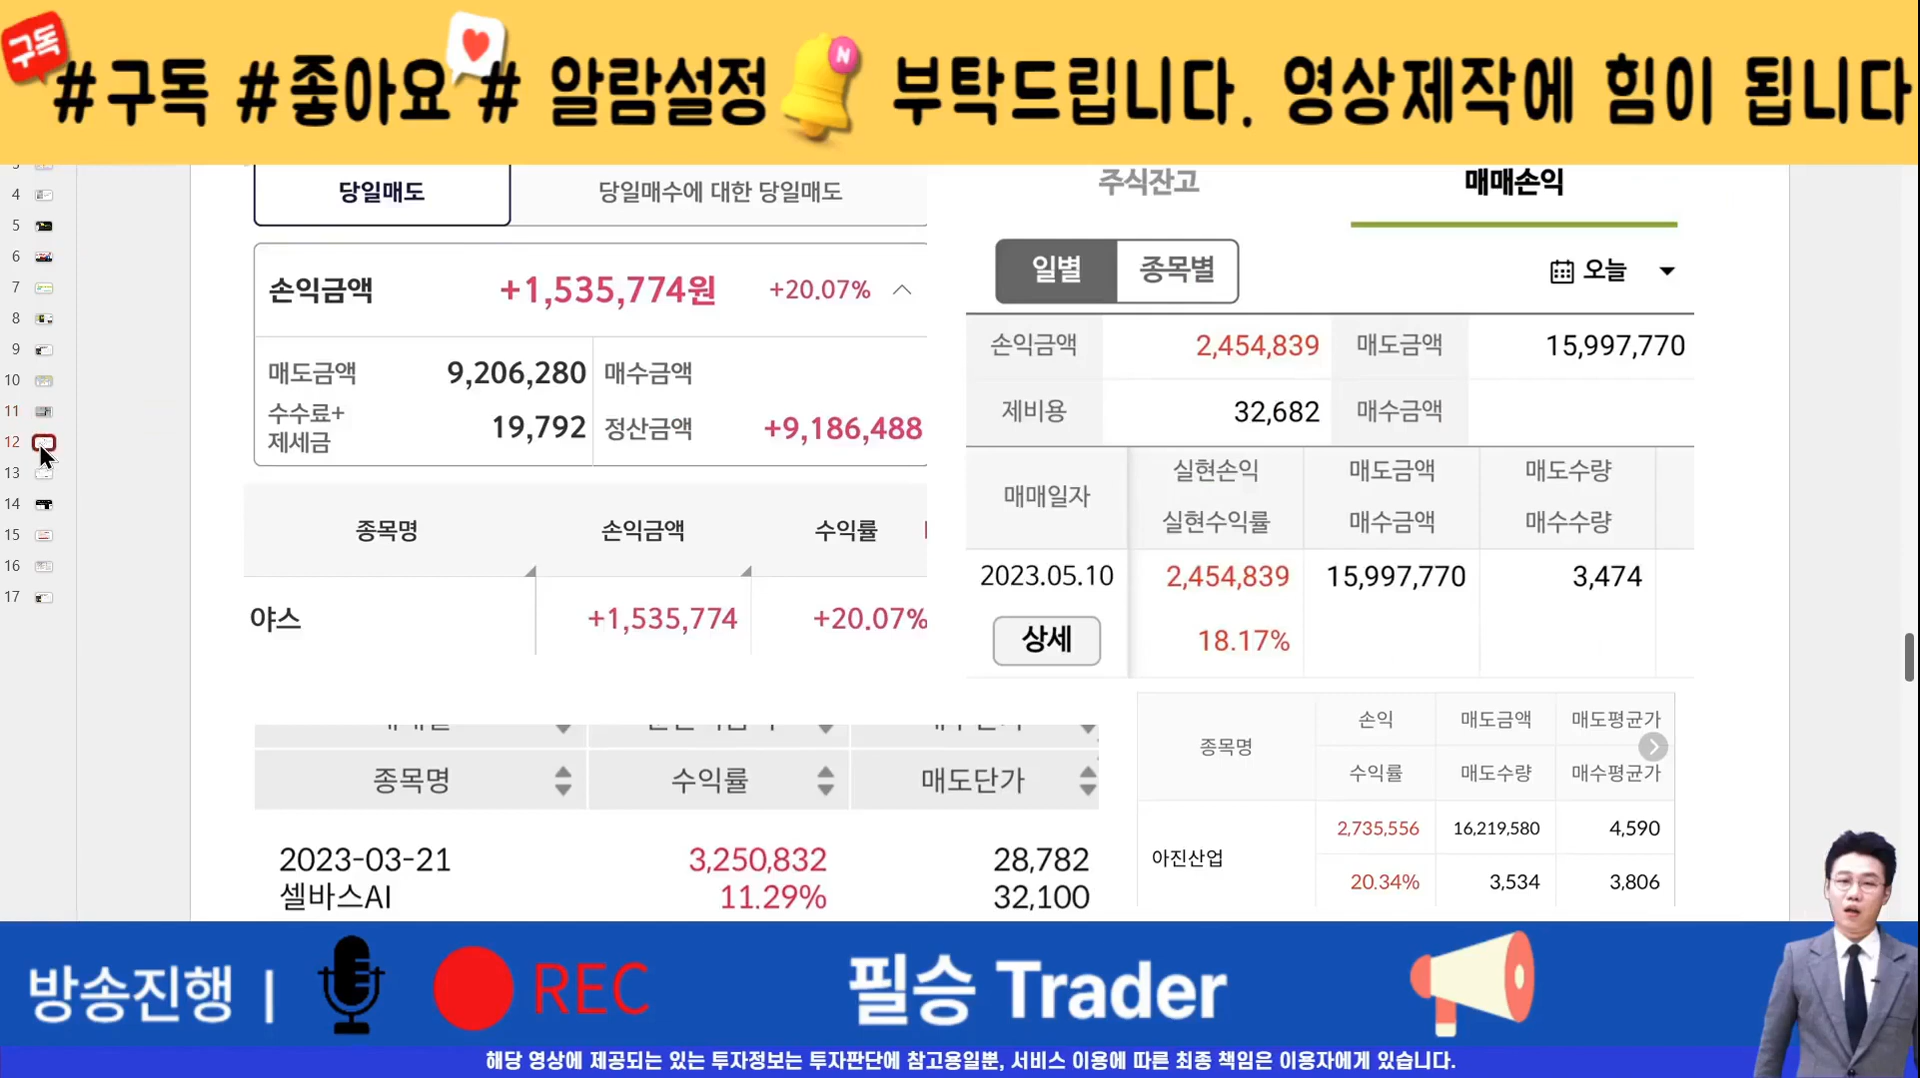 구독
#구독 #좋아요 # 알람설정 N 부탁드립니다. 영상제작에 힘이 됩니다
4
5
6
7
8
9
10
11
12
13
14
15
16
17
당일매도 당일매수에 대한 당일매도
손익금액 +1,535,774원 +20.07%
매도금액 9,206,280 매수금액
수수료+
제세금 19,792 정산금액 +9,186,488
종목명 손익금액 수익률
야스 +1,535,774 +20.07%
주식잔고 매매손익
일별 종목별 오늘
손익금액 2,454,839 매도금액 15,997,770
제비용 32,682 매수금액
매매일자 실현손익 매도금액 매도수량
실현수익률 매수금액 매수수량
2023.05.10 2,454,839 15,997,770 3,474
상세 18.17%
종목명 수익률 매도단가
2023-03-21 3,250,832 28,782
셀바스AI 11.29% 32,100
종목명 손익 매도금액 매도평균가
수익률 매도수량 매수평균가
아진산업 2,735,556 16,219,580 4,590
20.34% 3,534 3,806
방송진행 | REC 필승 Trader
해당 영상에 제공되는 있는 투자정보는 투자판단에 참고용일뿐, 서비스 이용에 따른 최종 책임은 이용자에게 있습니다.